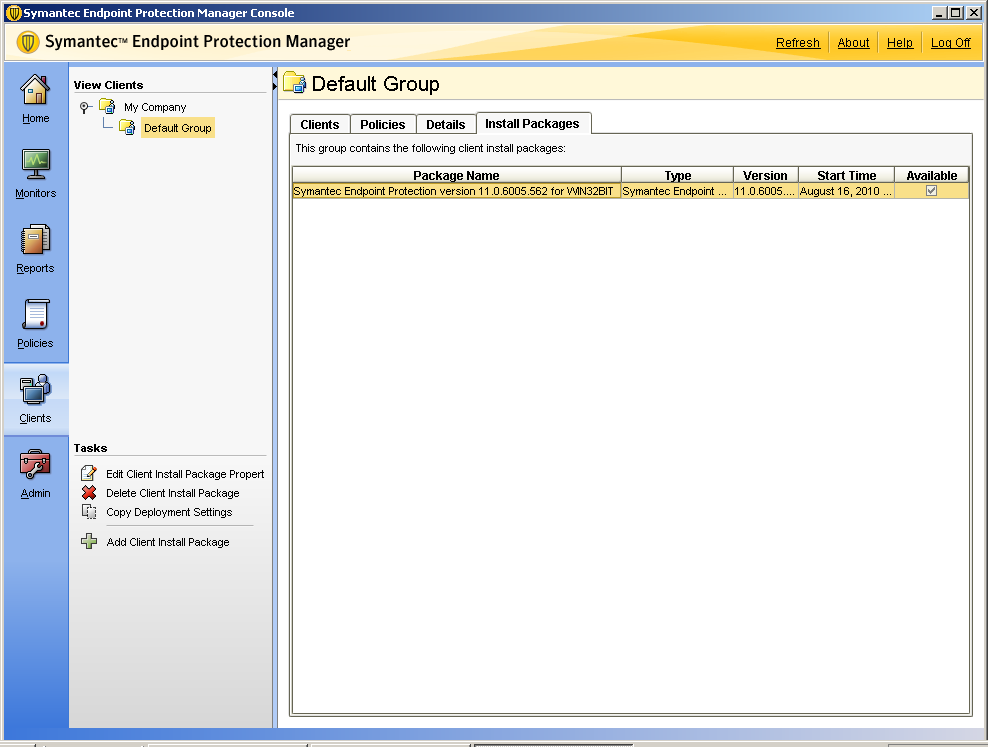 Symantec Endpoint Protection Manager Console
Symantec™ Endpoint Protection Manager
Refresh About Help Log Off
Home
Monitors
Reports
Policies
Clients
Admin
View Clients
My Company
Default Group
Tasks
Edit Client Install Package Propert
Delete Client Install Package
Copy Deployment Settings
Add Client Install Package
Default Group
Clients Policies Details Install Packages
This group contains the following client install packages:
Package Name Type Version Start Time Available
Symantec Endpoint Protection version 11.0.6005.562 for WIN32BIT Symantec Endpoint ... 11.0.6005.... August 16, 2010 ...